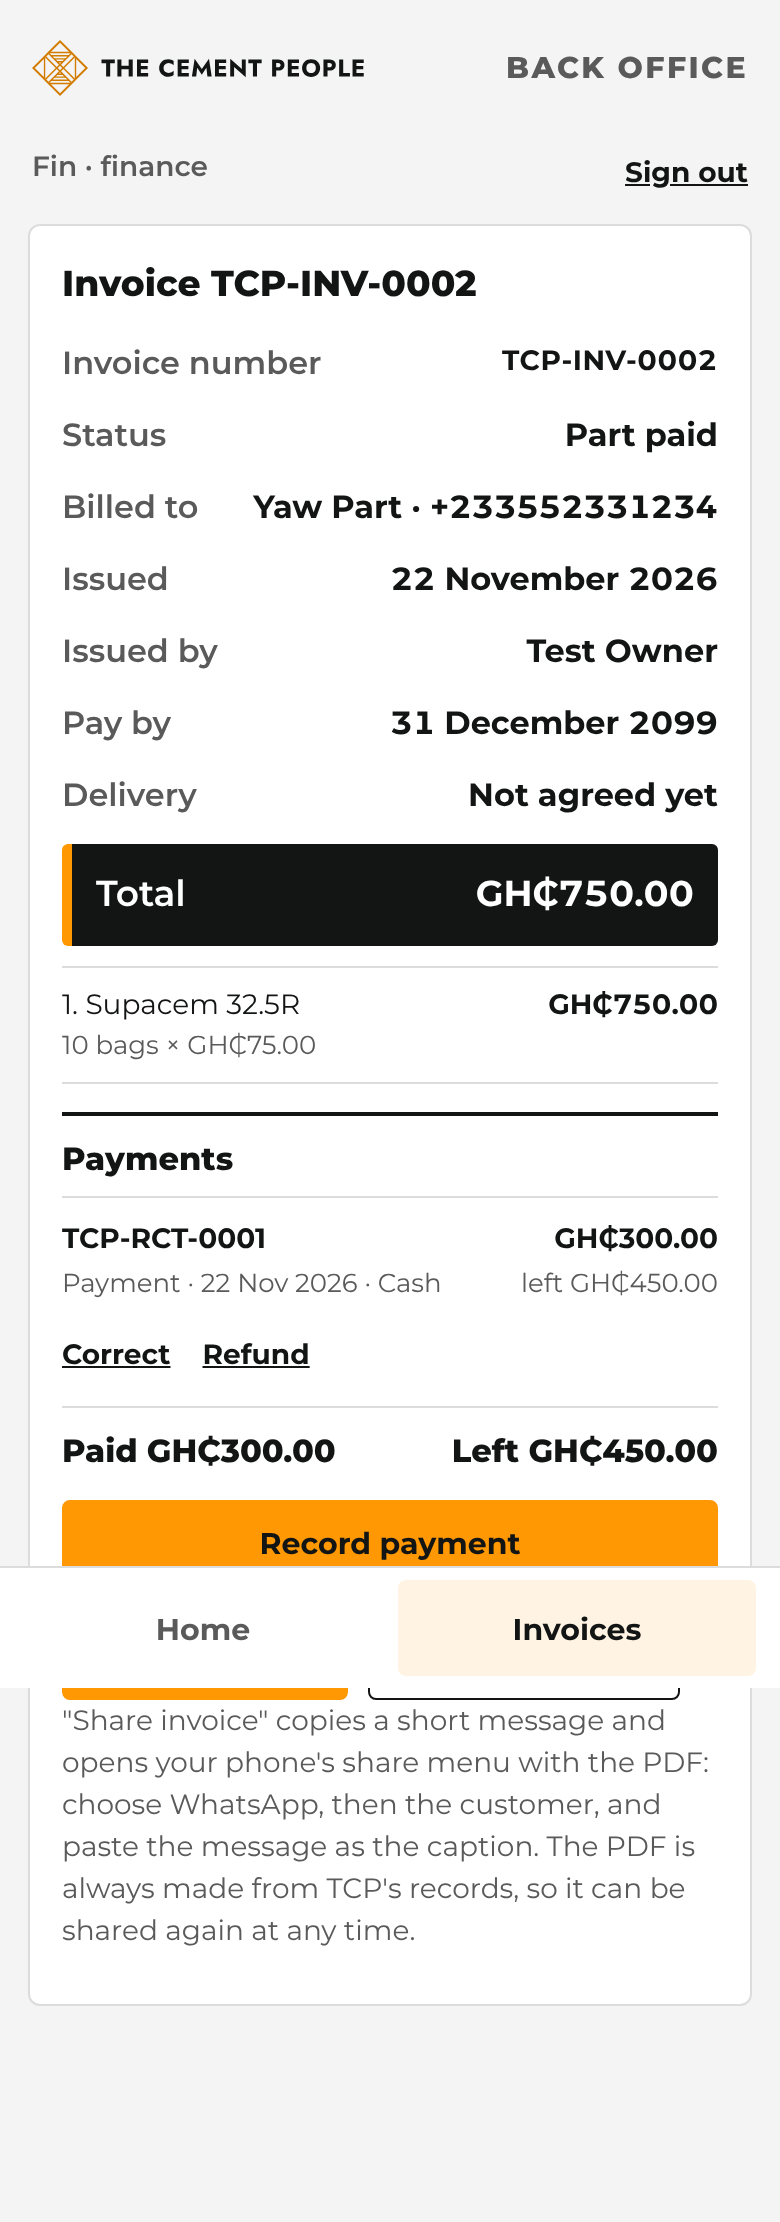 THE CEMENT PEOPLE
BACK OFFICE
Fin · finance
Sign out
Invoice TCP-INV-0002
Invoice number TCP-INV-0002
Status Part paid
Billed to Yaw Part · +233552331234
Issued 22 November 2026
Issued by Test Owner
Pay by 31 December 2099
Delivery Not agreed yet
Total GH₵750.00
1. Supacem 32.5R GH₵750.00
10 bags × GH₵75.00
Payments
TCP-RCT-0001 GH₵300.00
Payment · 22 Nov 2026 · Cash left GH₵450.00
Correct Refund
Paid GH₵300.00 Left GH₵450.00
Record payment
Home Invoices
"Share invoice" copies a short message and
opens your phone's share menu with the PDF:
choose WhatsApp, then the customer, and
paste the message as the caption. The PDF is
always made from TCP's records, so it can be
shared again at any time.